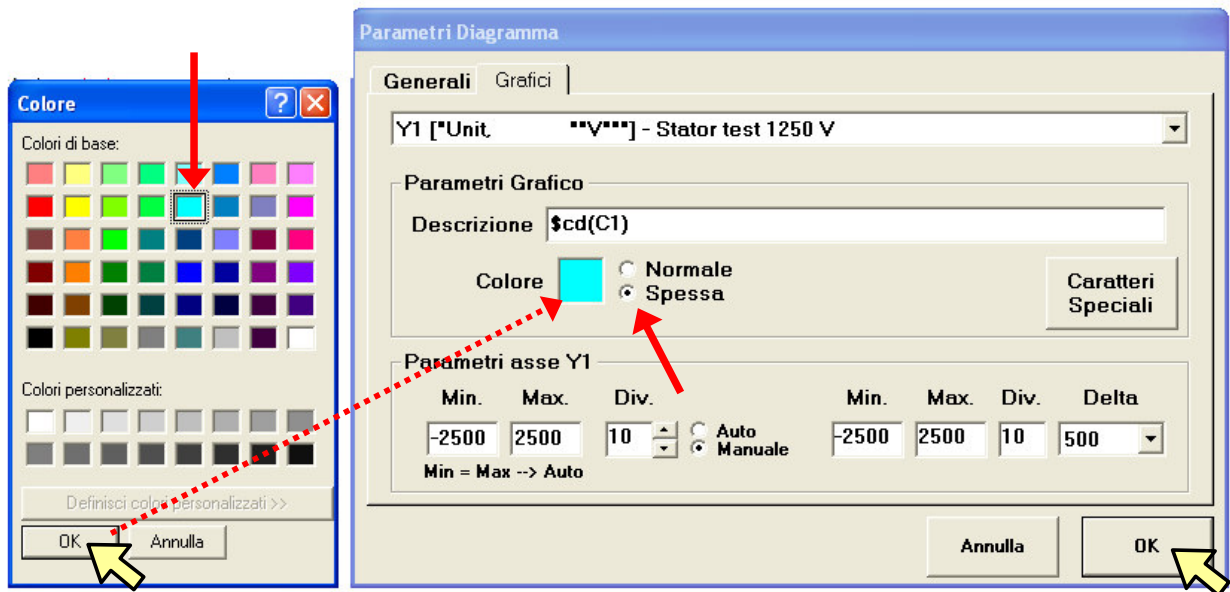 Colore
Colori di base:
Colori personalizzati:
Definisci colori personalizzati >>
OK
Annulla
Parametri Diagramma
Generali
Grafici
Y1 ["Unit, ""V"""] - Stator test 1250 V
Parametri Grafico
Descrizione $cd(C1)
Colore
Normale
Spessa
Caratteri
Speciali
Parametri asse Y1
Min. Max. Div. Min. Max. Div. Delta
-2500 2500 10 Auto -2500 2500 10 500
Manuale
Min = Max --> Auto
Annulla OK